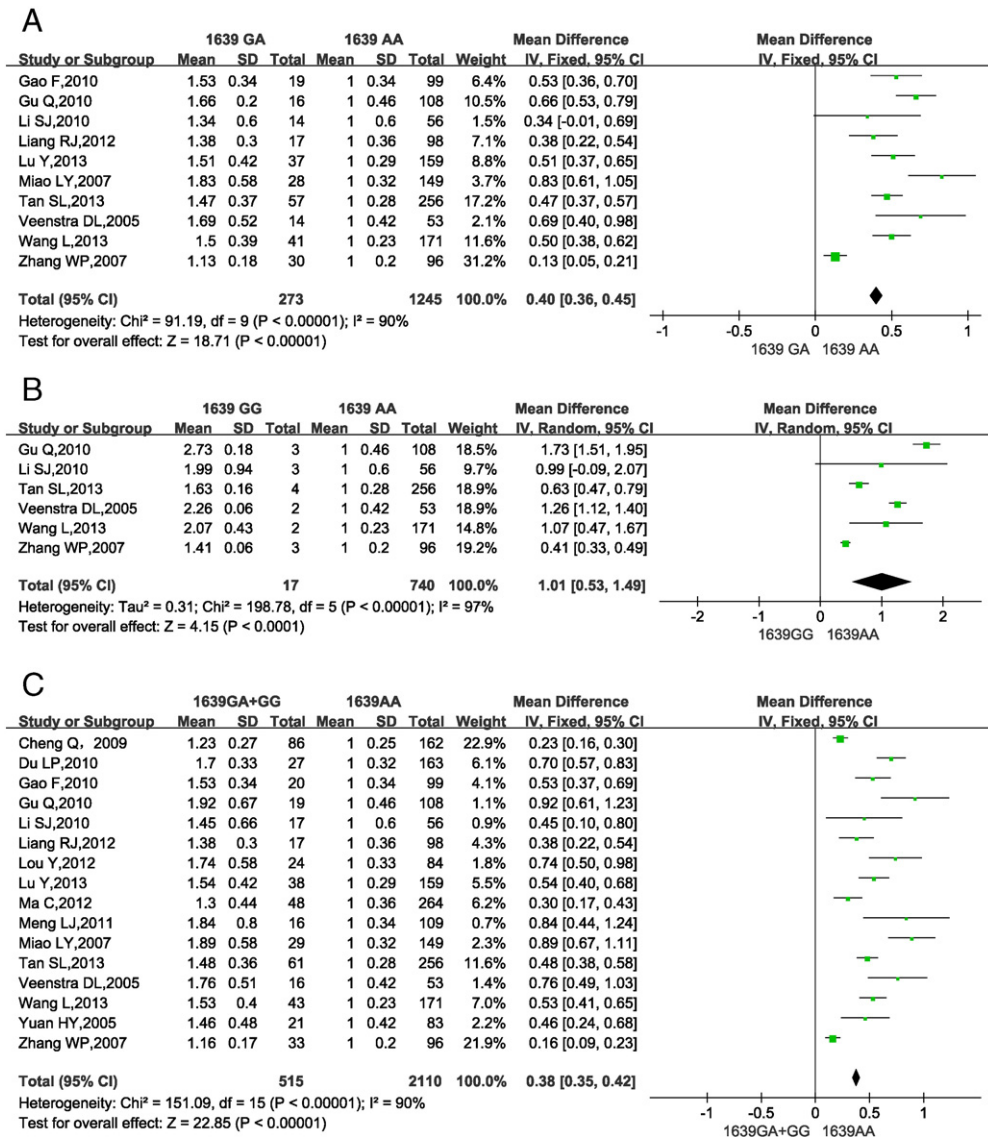 A
1639 GA 1639 AA Mean Difference Mean Difference
Study or Subgroup Mean SD Total Mean SD Total Weight IV, Fixed, 95% CI IV, Fixed, 95% CI
Gao F,2010 1.53 0.34 19 1 0.34 99 6.4% 0.53 [0.36, 0.70]
Gu Q,2010 1.66 0.2 16 1 0.46 108 10.5% 0.66 [0.53, 0.79]
Li SJ,2010 1.34 0.6 14 1 0.6 56 1.5% 0.34 [-0.01, 0.69]
Liang RJ,2012 1.38 0.3 17 1 0.36 98 7.1% 0.38 [0.22, 0.54]
Lu Y,2013 1.51 0.42 37 1 0.29 159 8.8% 0.51 [0.37, 0.65]
Miao LY,2007 1.83 0.58 28 1 0.32 149 3.7% 0.83 [0.61, 1.05]
Tan SL,2013 1.47 0.37 57 1 0.28 256 17.2% 0.47 [0.37, 0.57]
Veenstra DL,2005 1.69 0.52 14 1 0.42 53 2.1% 0.69 [0.40, 0.98]
Wang L,2013 1.5 0.39 41 1 0.23 171 11.6% 0.50 [0.38, 0.62]
Zhang WP,2007 1.13 0.18 30 1 0.2 96 31.2% 0.13 [0.05, 0.21]
Total (95% CI) 273 1245 100.0% 0.40 [0.36, 0.45]
Heterogeneity: Chi² = 91.19, df = 9 (P < 0.00001); I² = 90%
Test for overall effect: Z = 18.71 (P < 0.00001)
-1 -0.5 0 0.5 1
1639 GA 1639 AA
B
1639 GG 1639 AA Mean Difference Mean Difference
Study or Subgroup Mean SD Total Mean SD Total Weight IV, Random, 95% CI IV, Random, 95% CI
Gu Q,2010 2.73 0.18 3 1 0.46 108 18.5% 1.73 [1.51, 1.95]
Li SJ,2010 1.99 0.94 3 1 0.6 56 9.7% 0.99 [-0.09, 2.07]
Tan SL,2013 1.63 0.16 4 1 0.28 256 18.9% 0.63 [0.47, 0.79]
Veenstra DL,2005 2.26 0.06 2 1 0.42 53 18.9% 1.26 [1.12, 1.40]
Wang L,2013 2.07 0.43 2 1 0.23 171 14.8% 1.07 [0.47, 1.67]
Zhang WP,2007 1.41 0.06 3 1 0.2 96 19.2% 0.41 [0.33, 0.49]
Total (95% CI) 17 740 100.0% 1.01 [0.53, 1.49]
Heterogeneity: Tau² = 0.31; Chi² = 198.78, df = 5 (P < 0.00001); I² = 97%
Test for overall effect: Z = 4.15 (P < 0.0001)
-2 -1 0 1 2
1639GG 1639AA
C
1639GA+GG 1639AA Mean Difference Mean Difference
Study or Subgroup Mean SD Total Mean SD Total Weight IV, Fixed, 95% CI IV, Fixed, 95% CI
Cheng Q，2009 1.23 0.27 86 1 0.25 162 22.9% 0.23 [0.16, 0.30]
Du LP,2010 1.7 0.33 27 1 0.32 163 6.1% 0.70 [0.57, 0.83]
Gao F,2010 1.53 0.34 20 1 0.34 99 4.1% 0.53 [0.37, 0.69]
Gu Q,2010 1.92 0.67 19 1 0.46 108 1.1% 0.92 [0.61, 1.23]
Li SJ,2010 1.45 0.66 17 1 0.6 56 0.9% 0.45 [0.10, 0.80]
Liang RJ,2012 1.38 0.3 17 1 0.36 98 4.2% 0.38 [0.22, 0.54]
Lou Y,2012 1.74 0.58 24 1 0.33 84 1.8% 0.74 [0.50, 0.98]
Lu Y,2013 1.54 0.42 38 1 0.29 159 5.5% 0.54 [0.40, 0.68]
Ma C,2012 1.3 0.44 48 1 0.36 264 6.2% 0.30 [0.17, 0.43]
Meng LJ,2011 1.84 0.8 16 1 0.34 109 0.7% 0.84 [0.44, 1.24]
Miao LY,2007 1.89 0.58 29 1 0.32 149 2.3% 0.89 [0.67, 1.11]
Tan SL,2013 1.48 0.36 61 1 0.28 256 11.6% 0.48 [0.38, 0.58]
Veenstra DL,2005 1.76 0.51 16 1 0.42 53 1.4% 0.76 [0.49, 1.03]
Wang L,2013 1.53 0.4 43 1 0.23 171 7.0% 0.53 [0.41, 0.65]
Yuan HY,2005 1.46 0.48 21 1 0.42 83 2.2% 0.46 [0.24, 0.68]
Zhang WP,2007 1.16 0.17 33 1 0.2 96 21.9% 0.16 [0.09, 0.23]
Total (95% CI) 515 2110 100.0% 0.38 [0.35, 0.42]
Heterogeneity: Chi² = 151.09, df = 15 (P < 0.00001); I² = 90%
Test for overall effect: Z = 22.85 (P < 0.00001)
-1 -0.5 0 0.5 1
1639GA+GG 1639AA